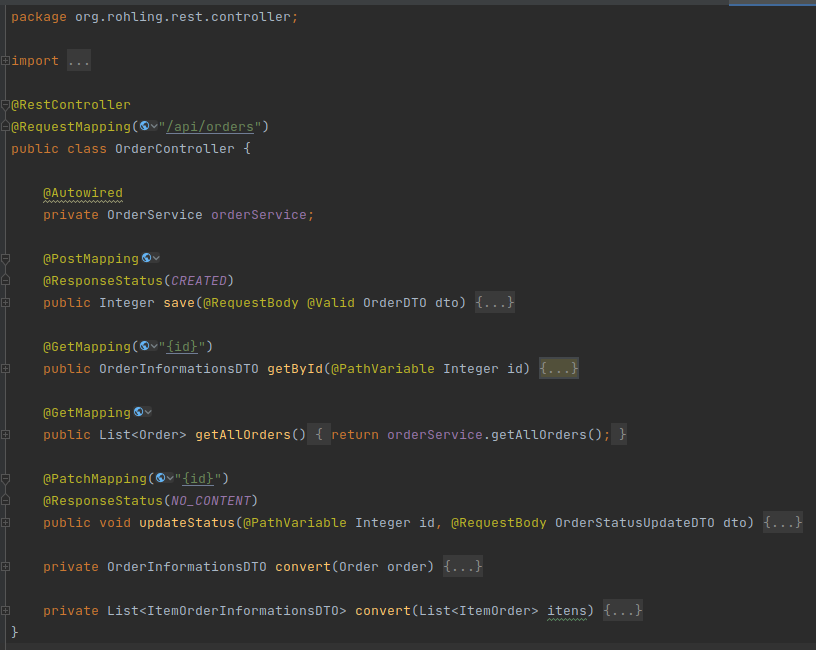 package org.rohling.rest.controller;
import ...
@RestController
@RequestMapping("/api/orders")
public class OrderController {
@Autowired
private OrderService orderService;
@PostMapping
@ResponseStatus(CREATED)
public Integer save(@RequestBody @Valid OrderDTO dto) {...}
@GetMapping("{id}")
public OrderInformationsDTO getById(@PathVariable Integer id) {...}
@GetMapping
public List<Order> getAllOrders() { return orderService.getAllOrders(); }
@PatchMapping("{id}")
@ResponseStatus(NO_CONTENT)
public void updateStatus(@PathVariable Integer id, @RequestBody OrderStatusUpdateDTO dto) {...}
private OrderInformationsDTO convert(Order order) {...}
private List<ItemOrderInformationsDTO> convert(List<ItemOrder> itens) {...}
}